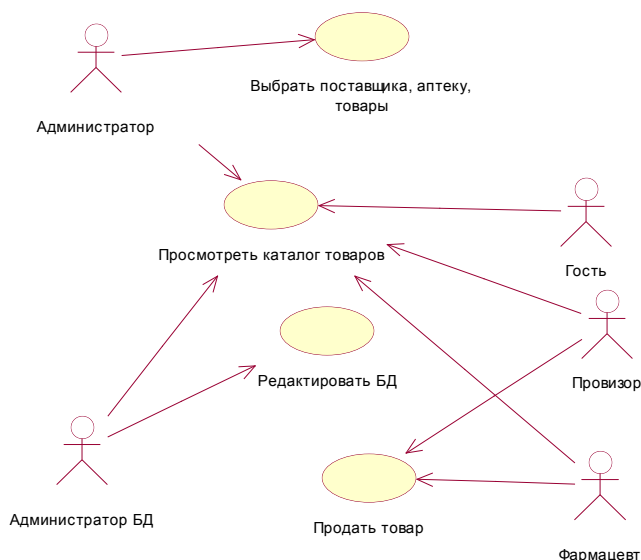 Выбрать поставщика, аптеку,
товары
Администратор
Просмотреть каталог товаров
Гость
Редактировать БД
Провизор
Администратор БД
Продать товар
Фармацевт